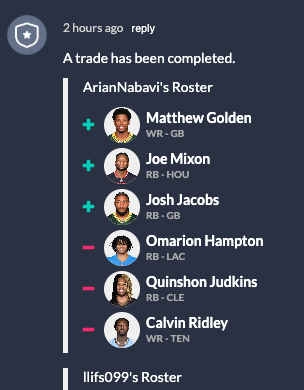 2 hours ago reply
A trade has been completed.
ArianNabavi's Roster
+ Matthew Golden
WR - GB
+ Joe Mixon
RB - HOU
+ Josh Jacobs
RB - GB
− Omarion Hampton
RB - LAC
− Quinshon Judkins
RB - CLE
− Calvin Ridley
WR - TEN
llifs099's Roster